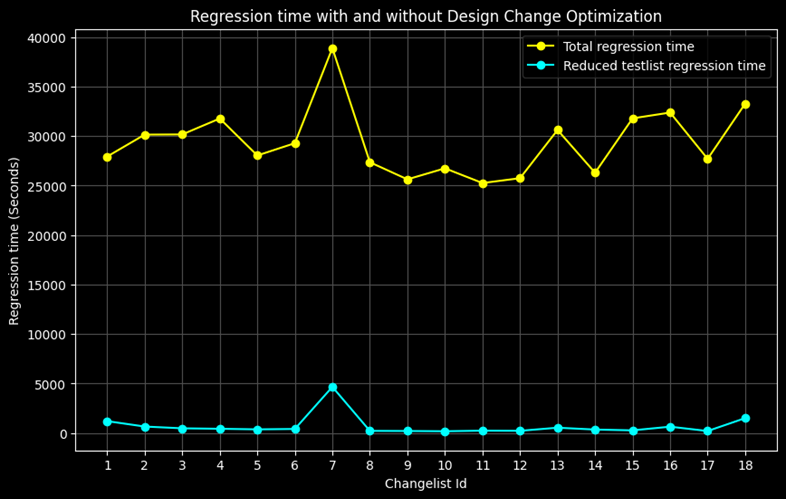 Regression time with and without Design Change Optimization
Total regression time
Reduced testlist regression time
40000
35000
30000
25000
20000
15000
10000
5000
0
Regression time (Seconds)
1 2 3 4 5 6 7 8 9 10 11 12 13 14 15 16 17 18
Changelist Id